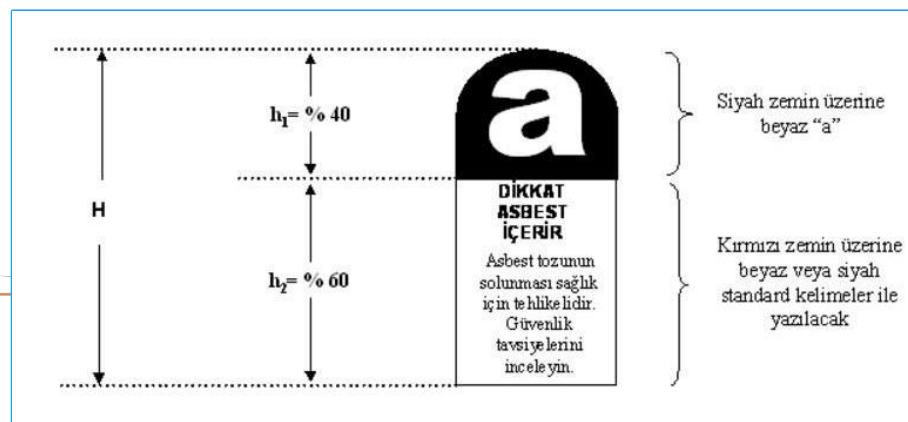 H
h₁= % 40
h₂= % 60
a
DİKKAT
ASBEST
İÇERİR
Asbest tozunun
solunması sağlık
için tehlikelidir.
Güvenlik
tavsiyelerini
inceleyin.
Siyah zemin üzerine
beyaz “a”
Kırmızı zemin üzerine
beyaz veya siyah
standard kelimeler ile
yazılacak